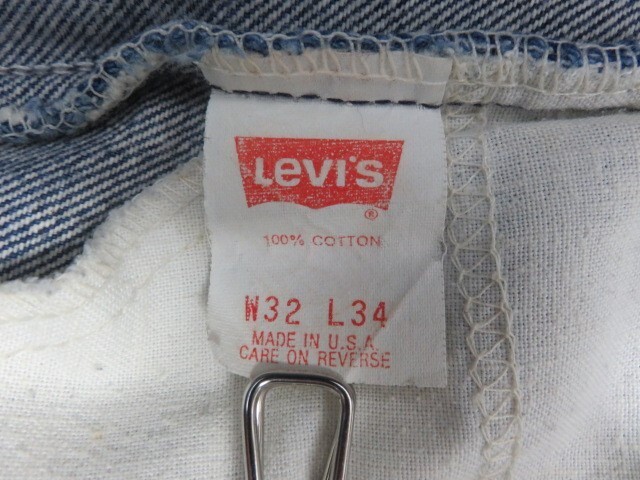 Levi's
®
100% COTTON
W32 L34
MADE IN U.S.A.
CARE ON REVERSE